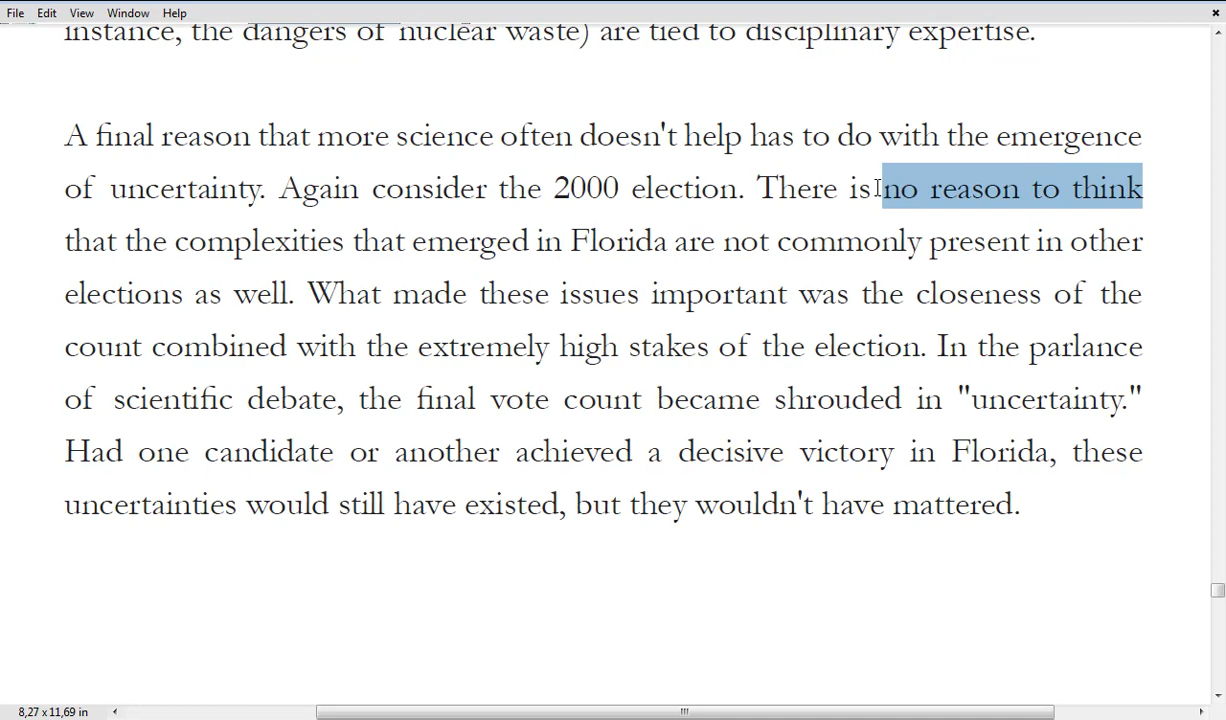 File Edit View Window Help
instance, the dangers of nuclear waste) are tied to disciplinary expertise.
A final reason that more science often doesn't help has to do with the emergence
of uncertainty. Again consider the 2000 election. There is no reason to think
that the complexities that emerged in Florida are not commonly present in other
elections as well. What made these issues important was the closeness of the
count combined with the extremely high stakes of the election. In the parlance
of scientific debate, the final vote count became shrouded in "uncertainty."
Had one candidate or another achieved a decisive victory in Florida, these
uncertainties would still have existed, but they wouldn't have mattered.
8,27 x 11,69 in